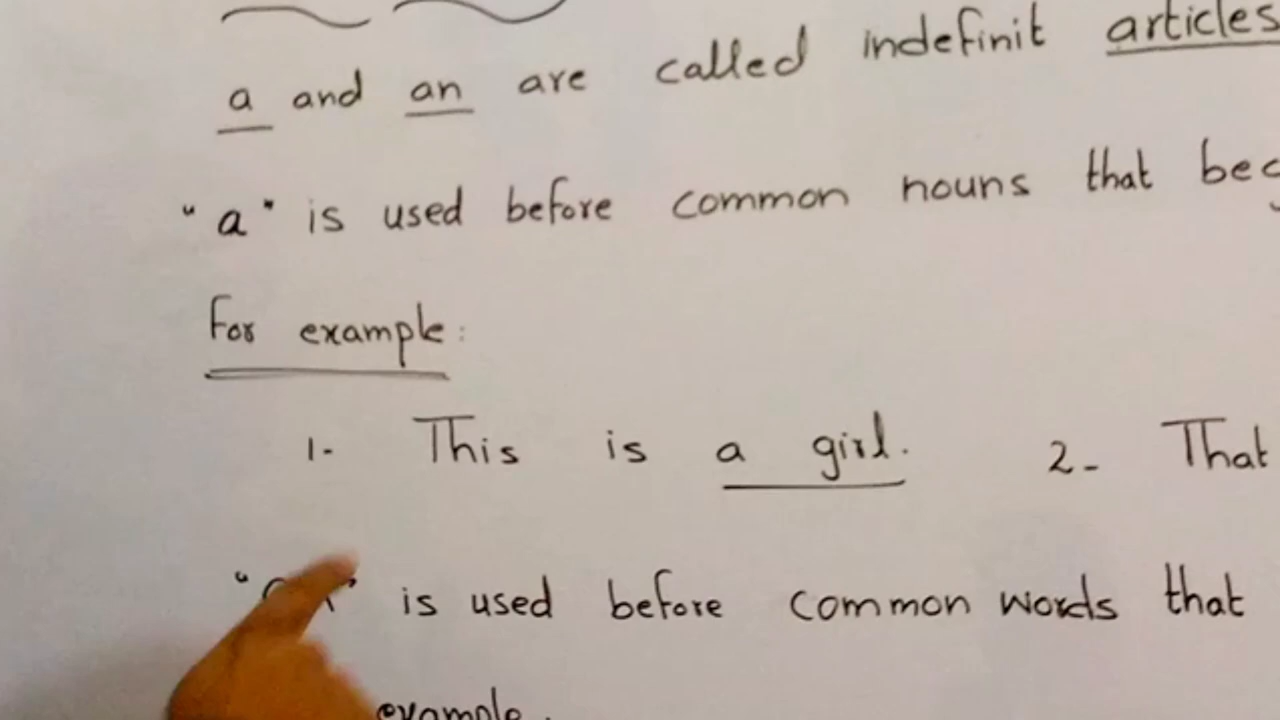 a and an are called indefinit articles
"a" is used before common nouns that
For example:
1- This is a girl. 2- That
is used before common words that
example.